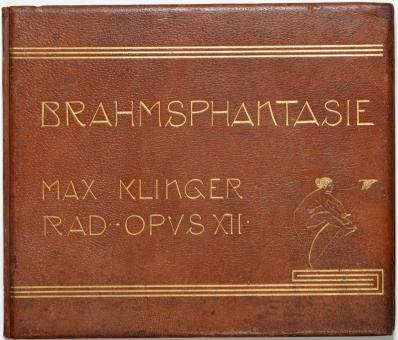 BRAHMSPHANTASIE
MAX KLINGER
RAD··OPVS XII·